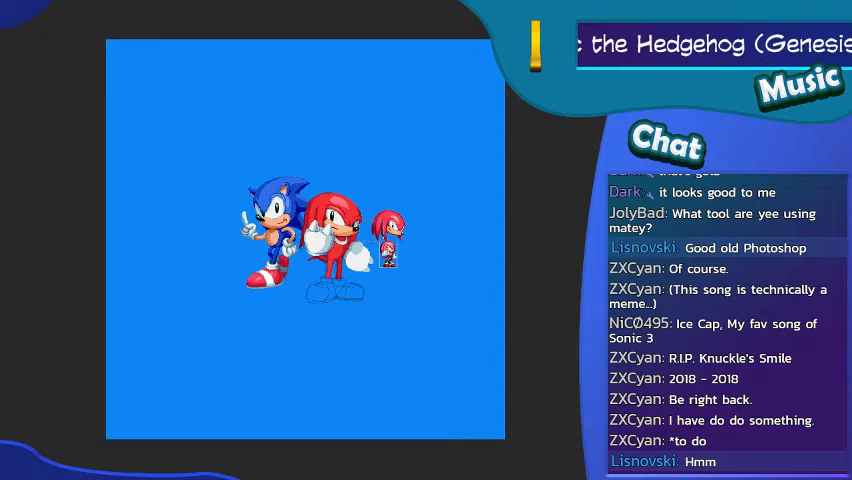 the Hedgehog (Genesis
Music
Chat
Dark: it looks good to me
JolyBad: What tool are yee using
matey?
Lisnovski: Good old Photoshop
ZXCyan: Of course.
ZXCyan: (This song is technically a
meme...)
NiCØ495: Ice Cap, My fav song of
Sonic 3
ZXCyan: R.I.P. Knuckle's Smile
ZXCyan: 2018 - 2018
ZXCyan: Be right back.
ZXCyan: I have do do something.
ZXCyan: *to do
Lisnovski: Hmm